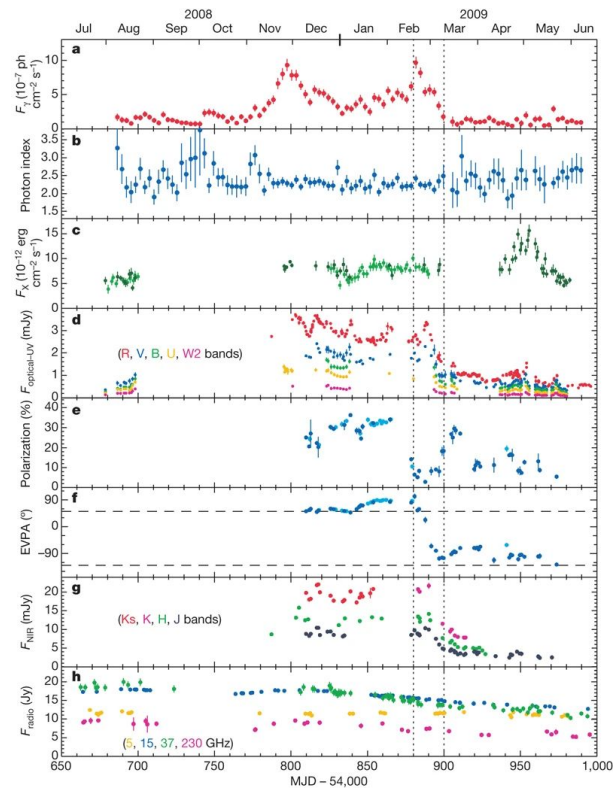 2008 2009
Jul Aug Sep Oct Nov Dec Jan Feb Mar Apr May Jun
a
Fγ (10⁻⁷ ph cm⁻² s⁻¹)
10
5
0
b
Photon index
3.5
3.0
2.5
2.0
1.5
c
FX (10⁻¹² erg cm⁻² s⁻¹)
15
10
5
0
d
Foptical–UV (mJy)
3
2
1
0
(R, V, B, U, W2 bands)
e
Polarization (%)
40
30
20
10
0
f
EVPA (º)
90
0
−90
g
FNIR (mJy)
20
15
10
5
0
(Ks, K, H, J bands)
h
Fradio (Jy)
20
15
10
5
0
(5, 15, 37, 230 GHz)
650 700 750 800 850 900 950 1,000
MJD – 54,000